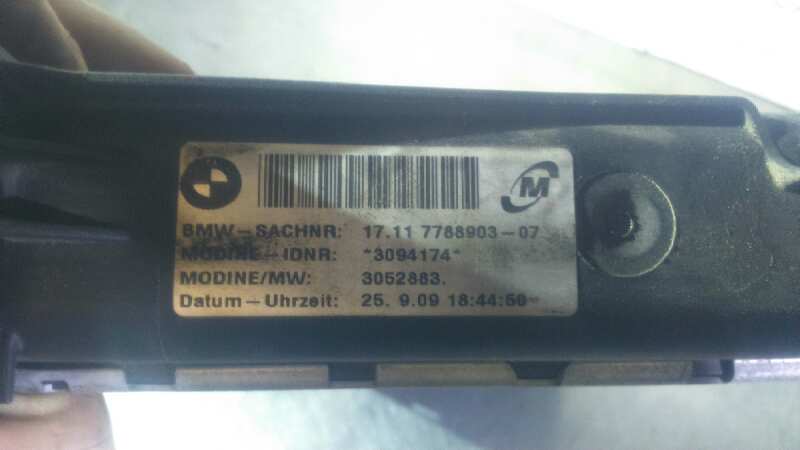 M
BMW-SACHNR: 17.11 7788903-07
MODINE-IDNR: *3094174*
MODINE/MW: 3052883.
Datum-Uhrzeit: 25. 9.09 18:44:50